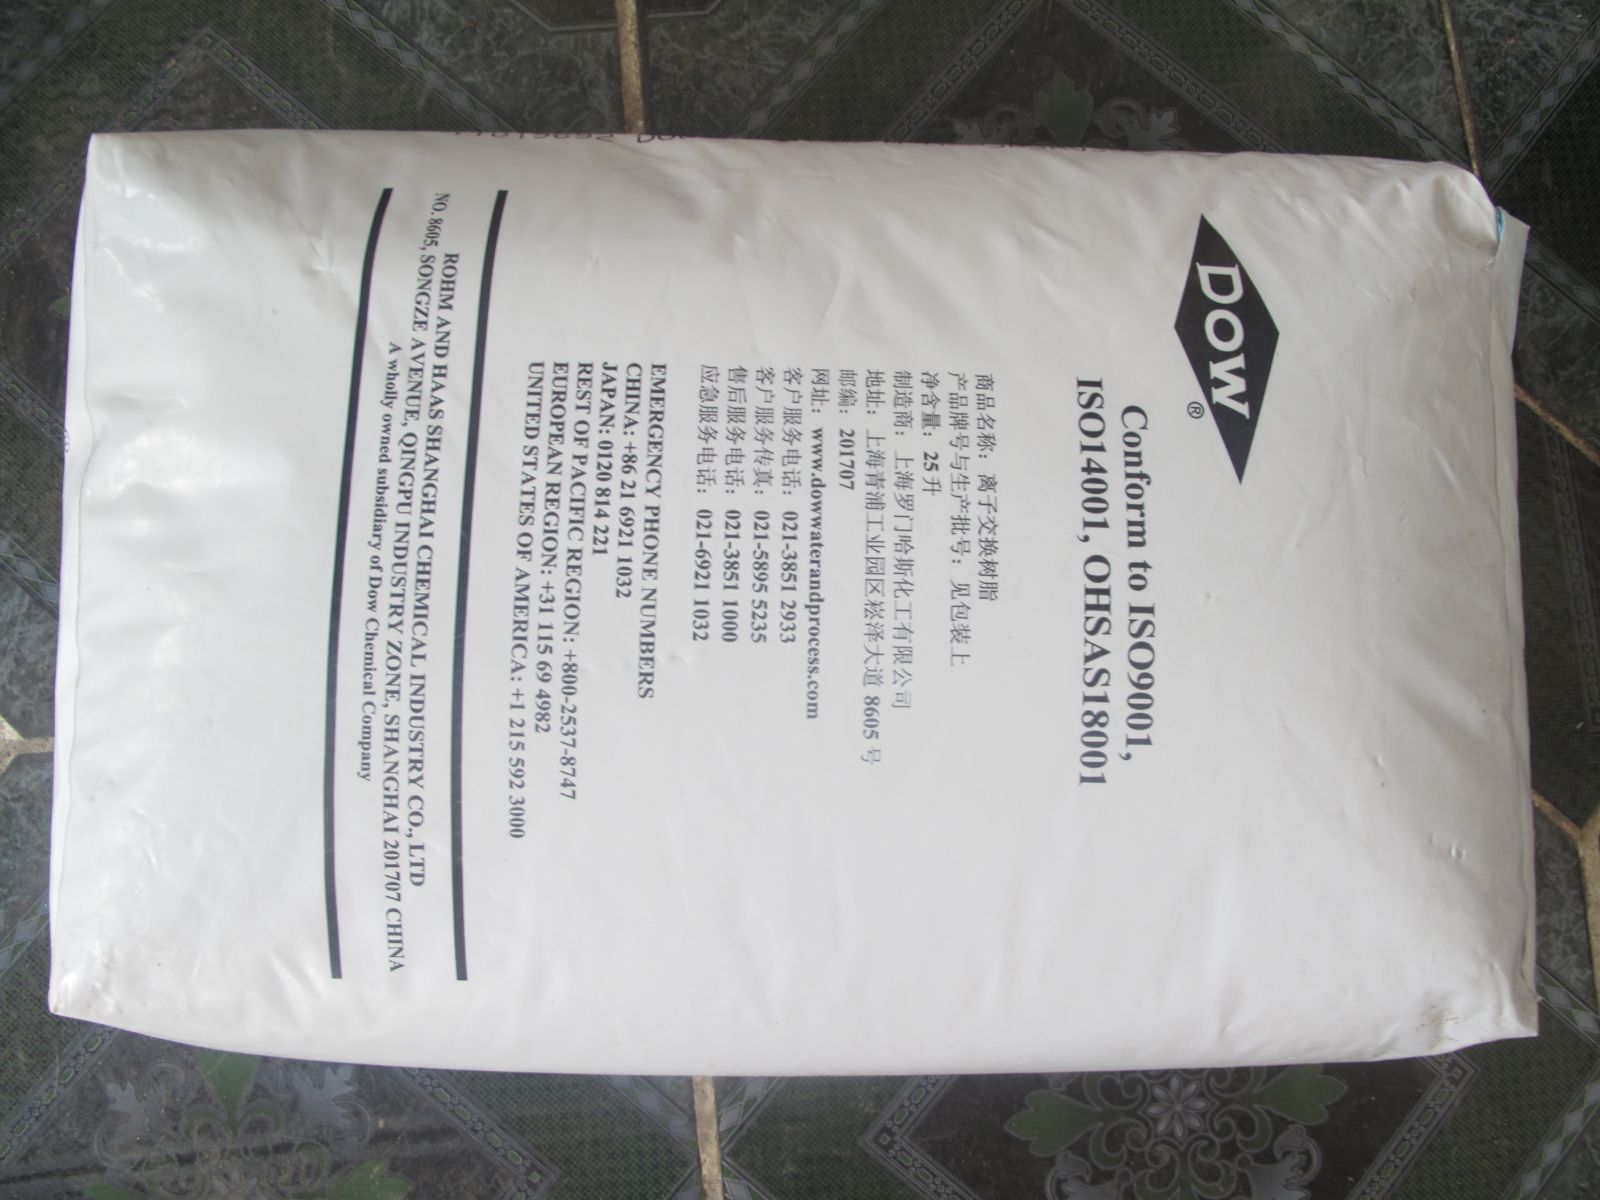 DOW ®
Conform to ISO9001,
ISO14001, OHSAS18001
商品名称：离子交换树脂
产品牌号与生产批号：见包装上
净含量：25升
制造商：上海罗门哈斯化工有限公司
地址：上海青浦工业园区崧泽大道 8605 号
邮编：201707
网址：www.dowwaterandprocess.com
客户服务电话：021-3851 2933
客户服务传真：021-5895 5235
售后服务电话：021-3851 1000
应急服务电话：021-6921 1032
EMERGENCY PHONE NUMBERS
CHINA: +86 21 6921 1032
JAPAN: 0120 814 221
REST OF PACIFIC REGION: +800-2537-8747
EUROPEAN REGION: +31 115 69 4982
UNITED STATES OF AMERICA: +1 215 592 3000
ROHM AND HAAS SHANGHAI CHEMICAL INDUSTRY CO., LTD
NO. 8605, SONGZE AVENUE, QINGPU INDUSTRY ZONE, SHANGHAI 201707 CHINA
A wholly owned subsidiary of Dow Chemical Company